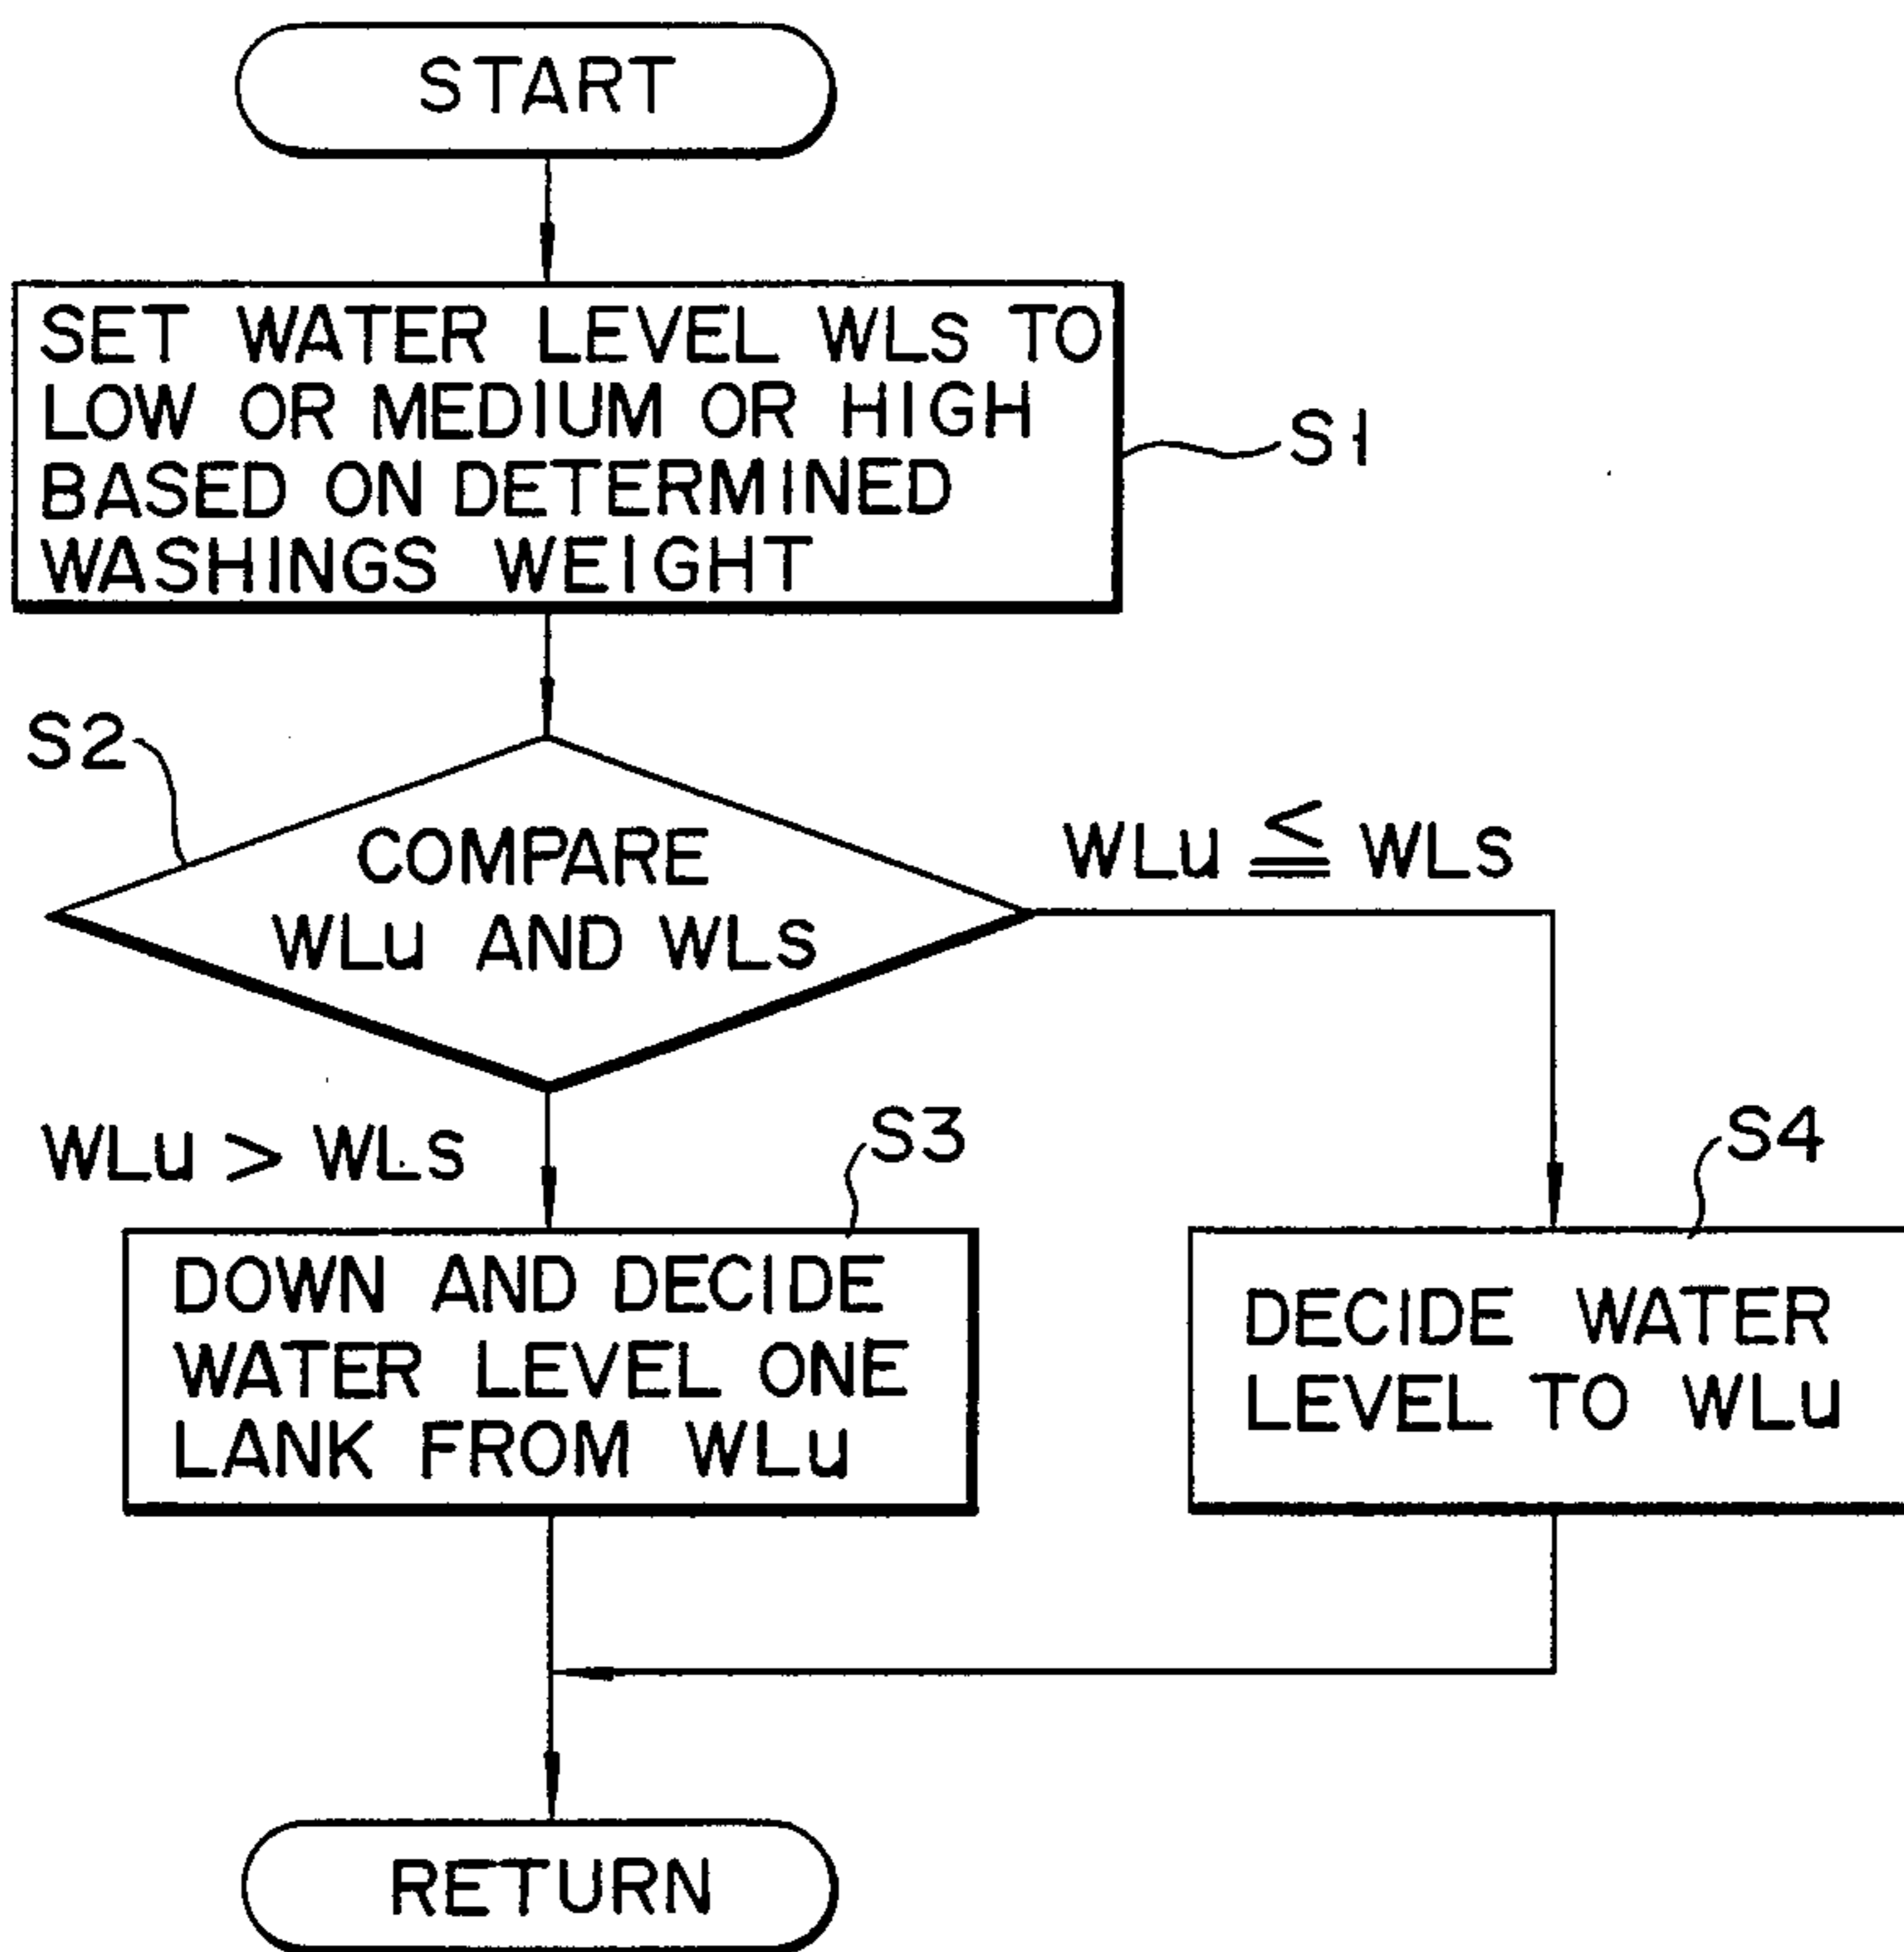 START
SET WATER LEVEL WLs TO
LOW OR MEDIUM OR HIGH
BASED ON DETERMINED
WASHINGS WEIGHT
S1
S2
COMPARE
WLu AND WLs
WLu ≦ WLs
WLu > WLs
S3
DOWN AND DECIDE
WATER LEVEL ONE
LANK FROM WLu
S4
DECIDE WATER
LEVEL TO WLu
RETURN